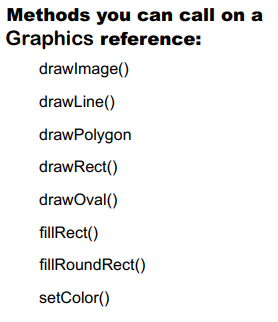 Methods you can call on a
Graphics reference:
drawImage()
drawLine()
drawPolygon
drawRect()
drawOval()
fillRect()
fillRoundRect()
setColor()